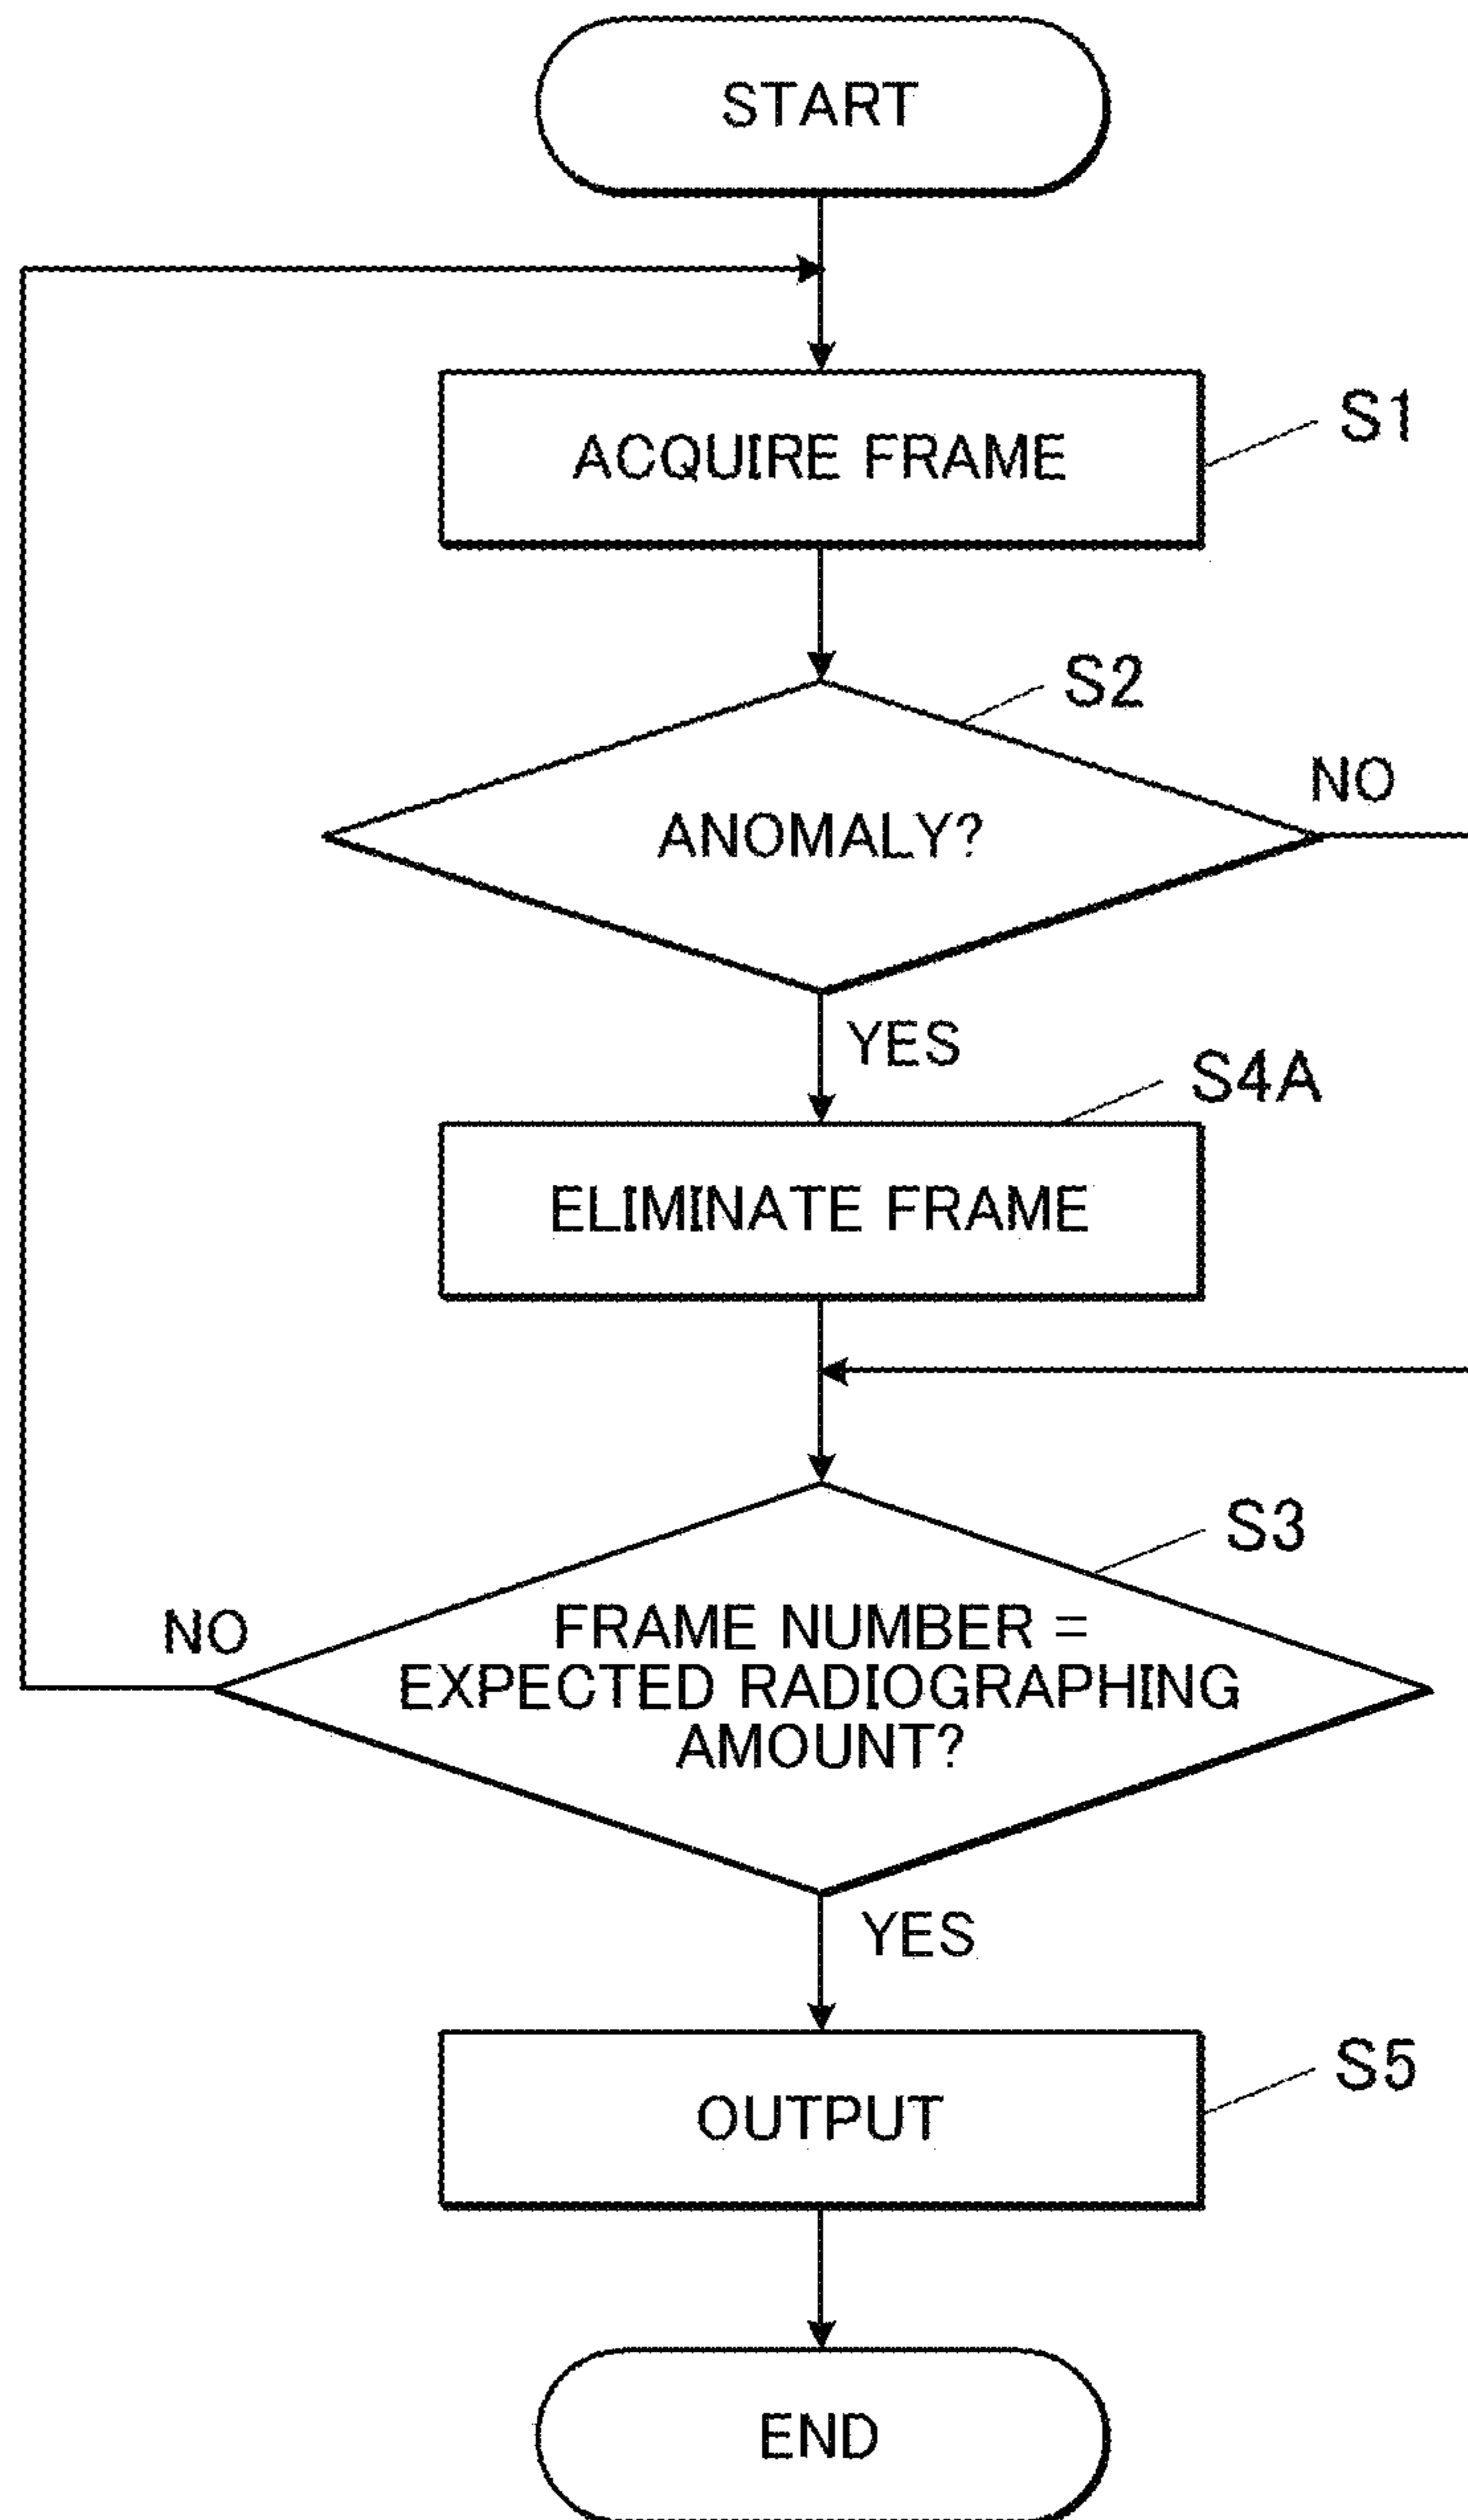 START
ACQUIRE FRAME
S1
S2
ANOMALY?
NO
YES
S4A
ELIMINATE FRAME
S3
NO
FRAME NUMBER =
EXPECTED RADIOGRAPHING
AMOUNT?
YES
S5
OUTPUT
END